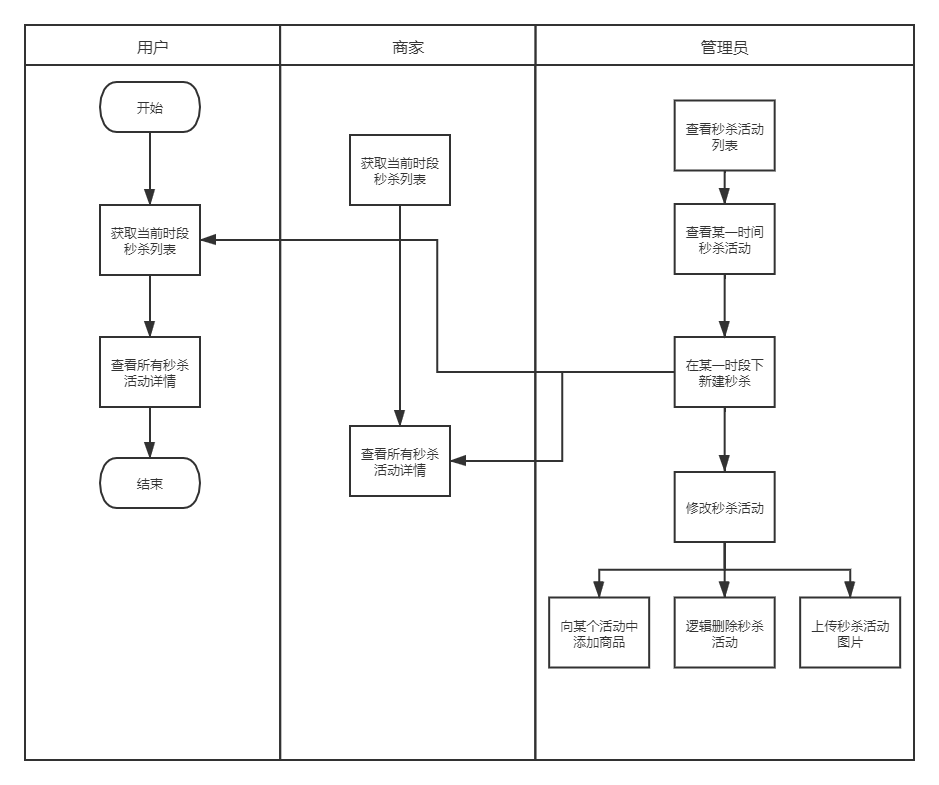 用户
商家
管理员
开始
获取当前时段
秒杀列表
查看所有秒杀
活动详情
结束
获取当前时段
秒杀列表
查看所有秒杀
活动详情
查看秒杀活动
列表
查看某一时间
秒杀活动
在某一时段下
新建秒杀
修改秒杀活动
向某个活动中
添加商品
逻辑删除秒杀
活动
上传秒杀活动
图片